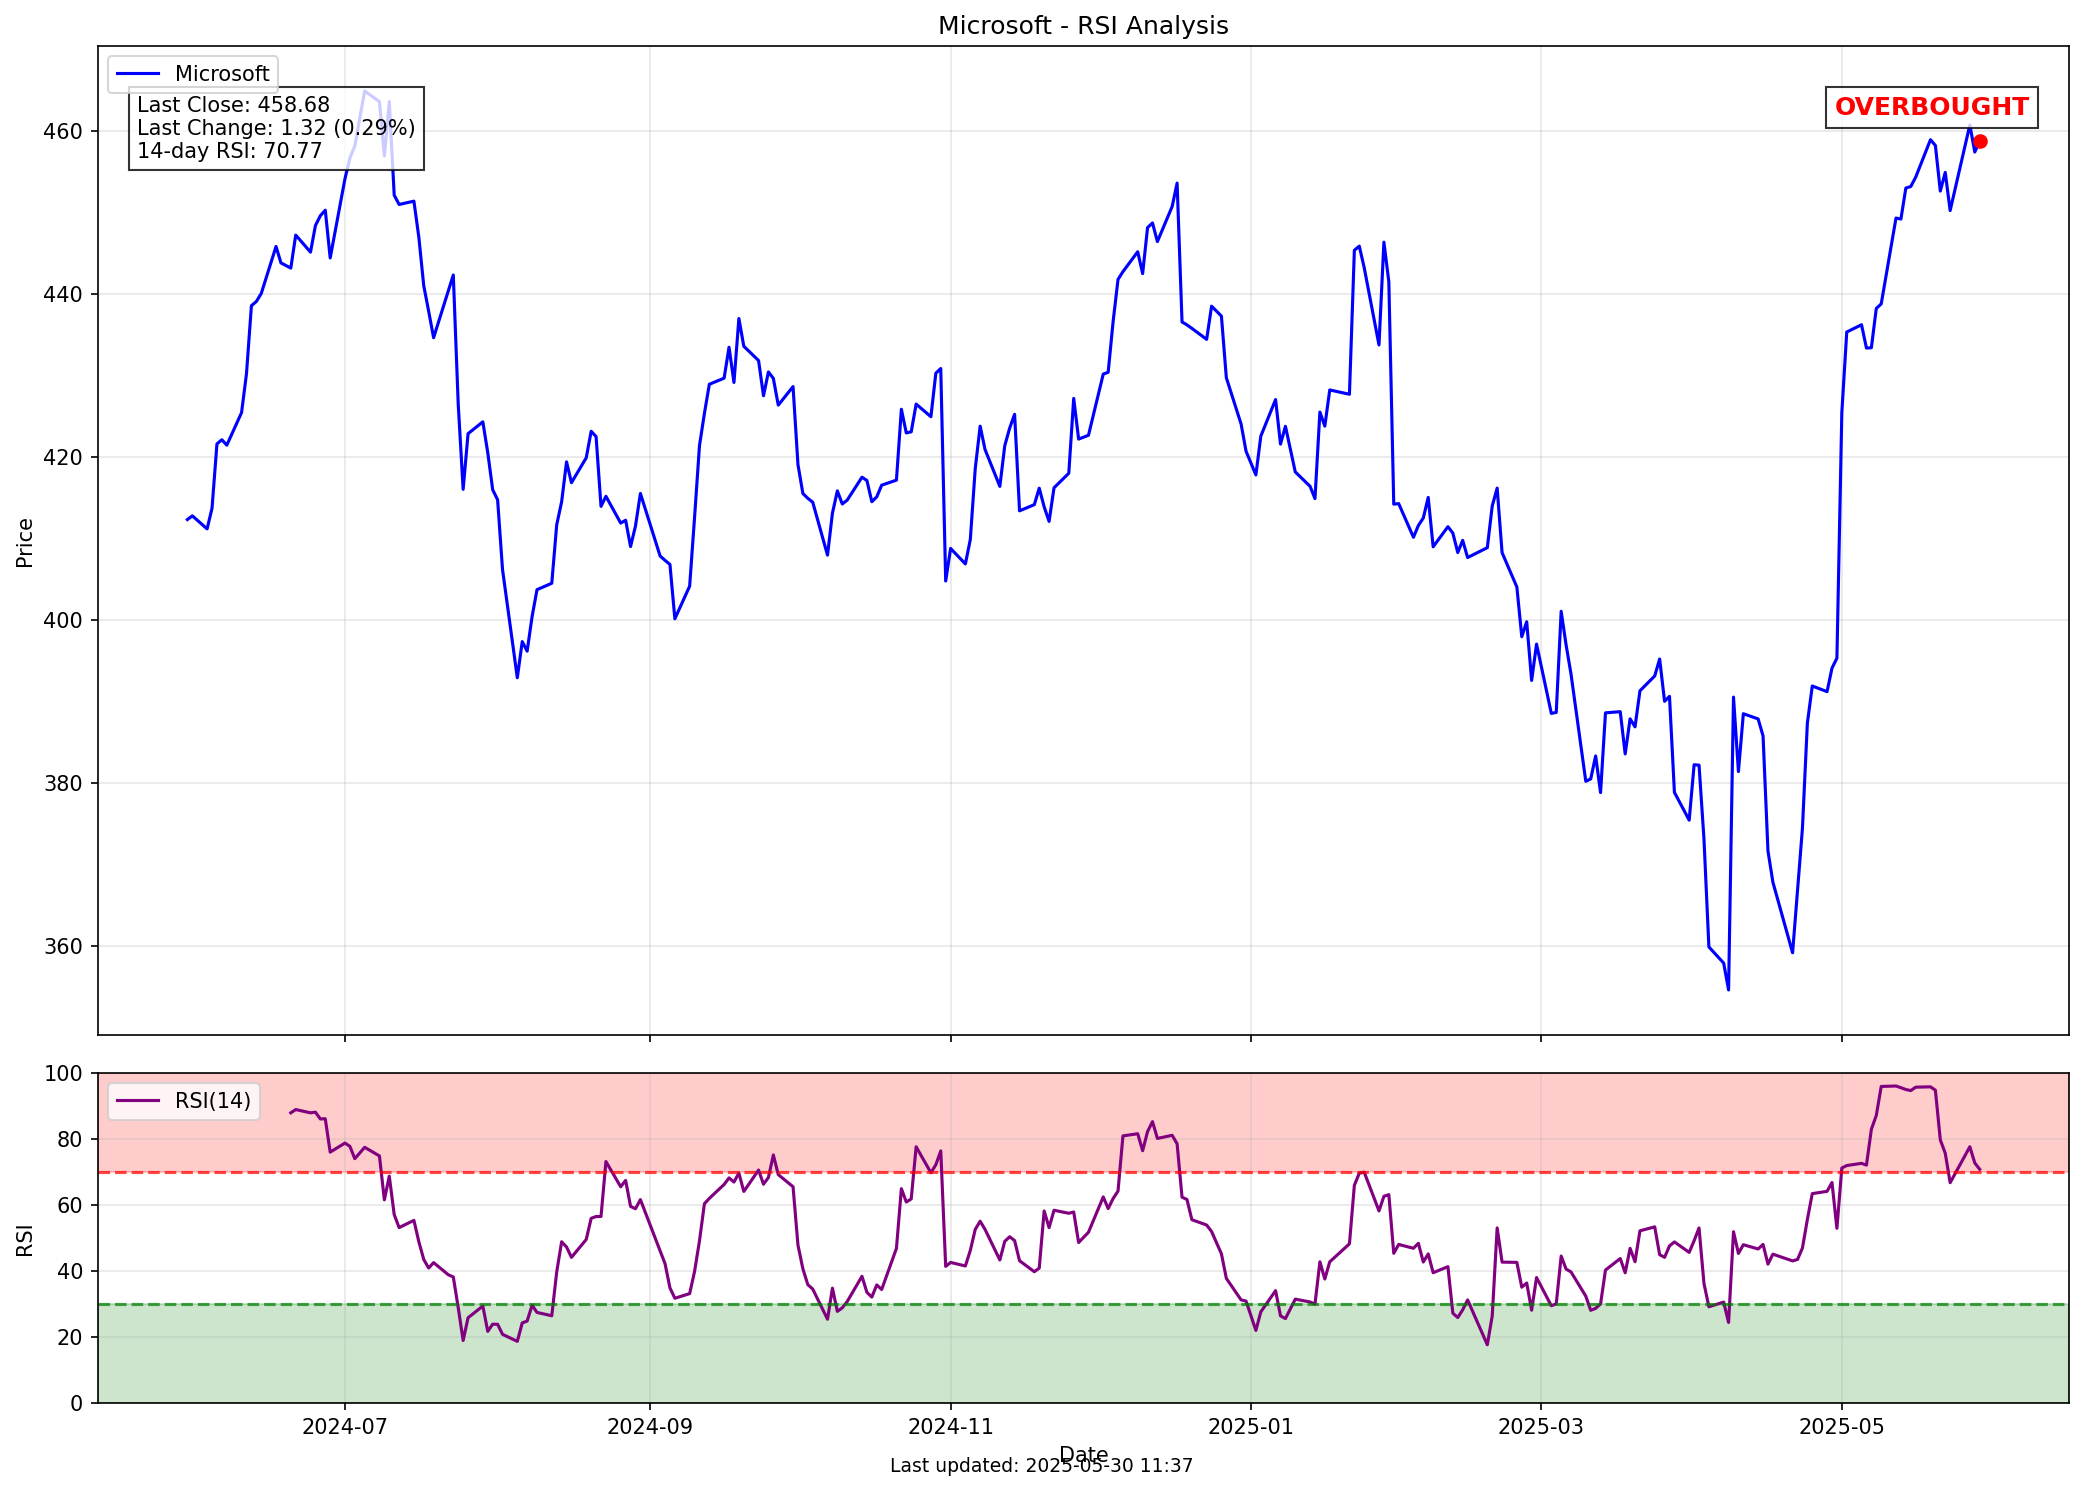 Microsoft - RSI Analysis
Microsoft
Last Close: 458.68
Last Change: 1.32 (0.29%)
14-day RSI: 70.77
OVERBOUGHT
460
440
420
400
380
360
Price
RSI(14)
100
80
60
40
20
0
RSI
2024-07
2024-09
2024-11
2025-01
2025-03
2025-05
Date
Last updated: 2025-05-30 11:37